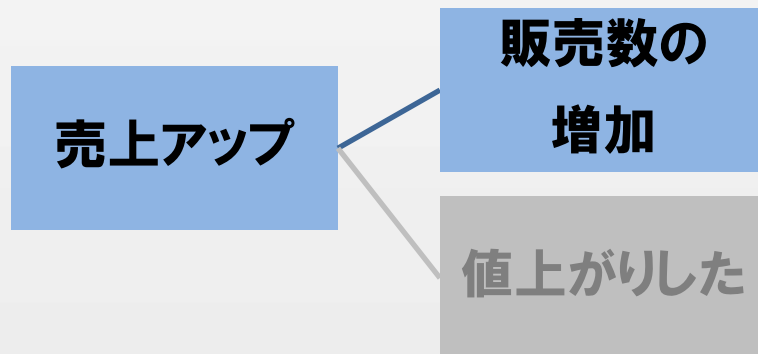 売上アップ
販売数の
増加
値上がりした